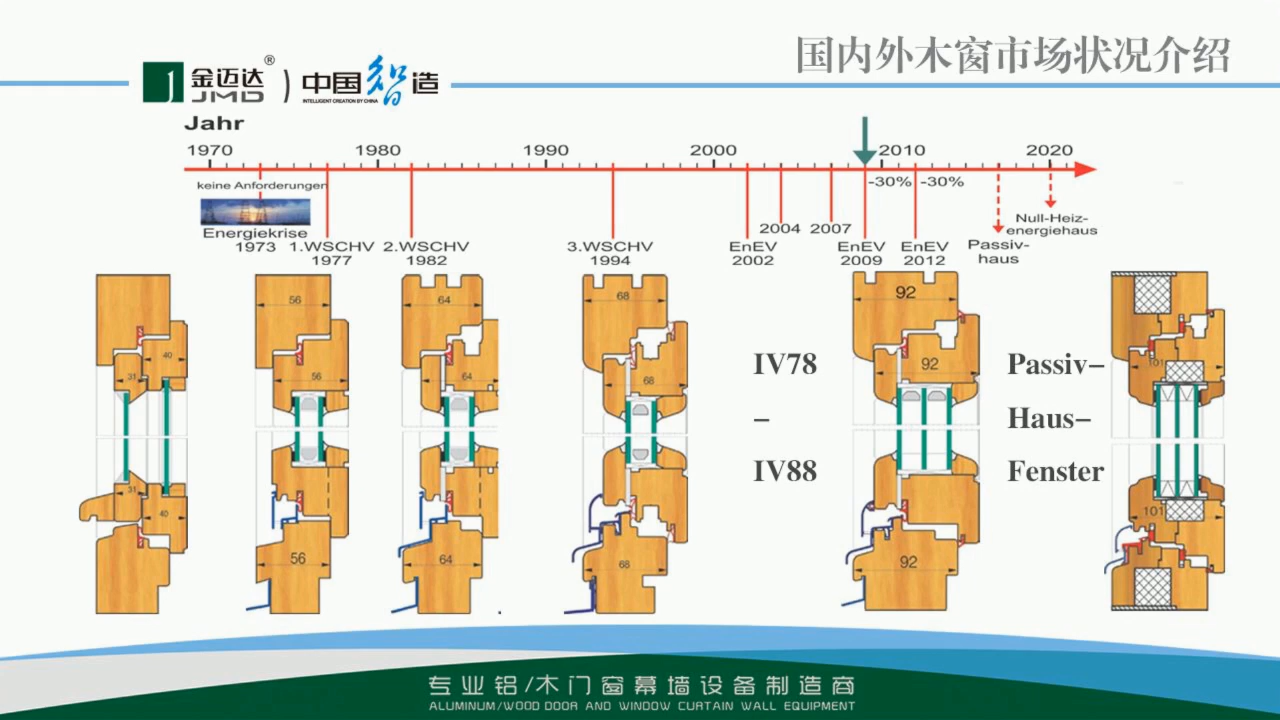 国内外木窗市场状况介绍
金迈达®
JMD
中国智造
INTELLIGENT CREATION BY CHINA
Jahr
1970 1980 1990 2000 2010 2020
keine Anforderungen
-30% -30%
Energiekrise
1973
1.WSCHV
1977
2.WSCHV
1982
3.WSCHV
1994
EnEV
2002
2004
2007
EnEV
2009
EnEV
2012
Passiv-
haus
Null-Heiz-
energiehaus
40
31
31
40
56
56
56
64
64
64
68
68
68
IV78
–
IV88
92
92
92
Passiv–
Haus–
Fenster
101
101
专业铝/木门窗幕墙设备制造商
ALUMINUM/WOOD DOOR AND WINDOW CURTAIN WALL EQUIPMENT